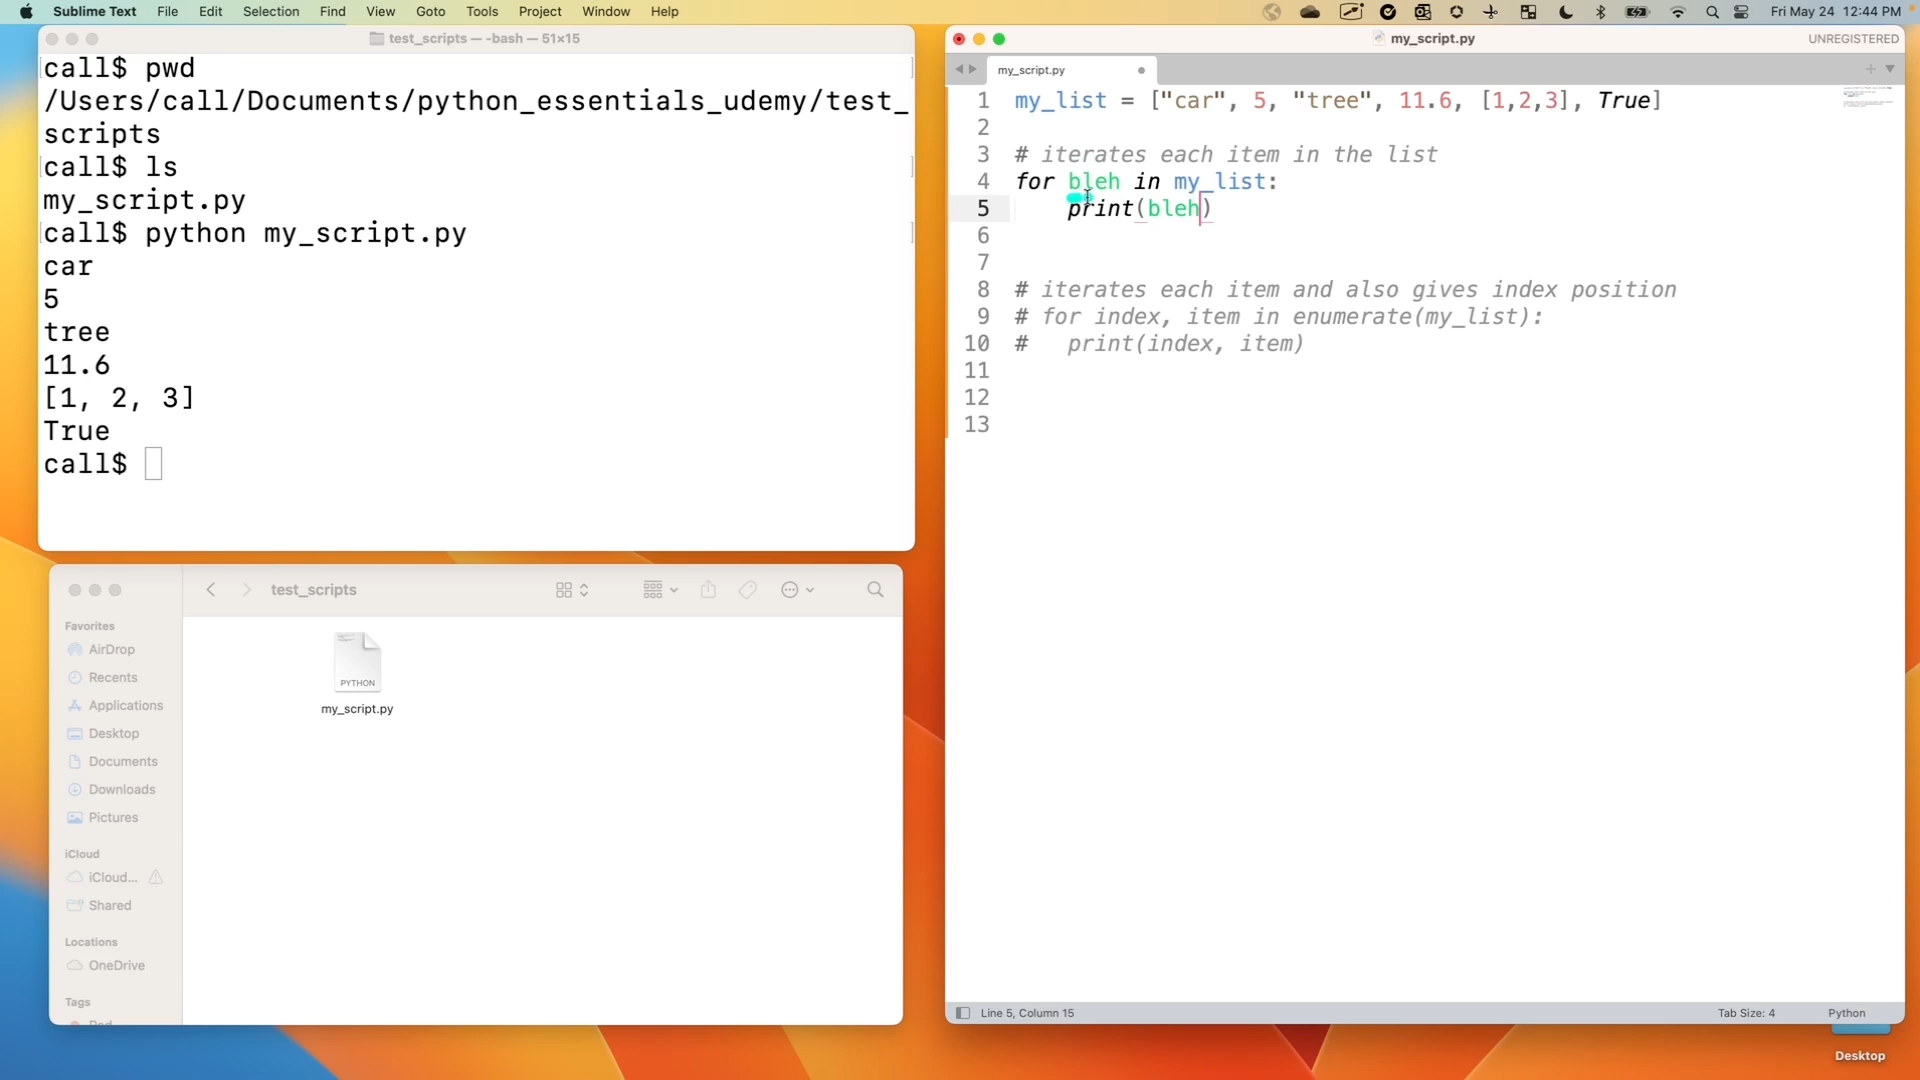 Sublime Text File Edit Selection Find View Goto Tools Project Window Help Fri May 24 12:44 PM
test_scripts — -bash — 51×15
call$ pwd
/Users/call/Documents/python_essentials_udemy/test_
scripts
call$ ls
my_script.py
call$ python my_script.py
car
5
tree
11.6
[1, 2, 3]
True
call$
test_scripts
Favorites
AirDrop
Recents
Applications
Desktop
Documents
Downloads
Pictures
iCloud
iCloud...
Shared
Locations
OneDrive
Tags
PYTHON
my_script.py
my_script.py UNREGISTERED
my_script.py
1 my_list = ["car", 5, "tree", 11.6, [1,2,3], True]
2
3 # iterates each item in the list
4 for bleh in my_list:
5 print(bleh)
6
7
8 # iterates each item and also gives index position
9 # for index, item in enumerate(my_list):
10 # print(index, item)
11
12
13
Line 5, Column 15 Tab Size: 4 Python
Desktop